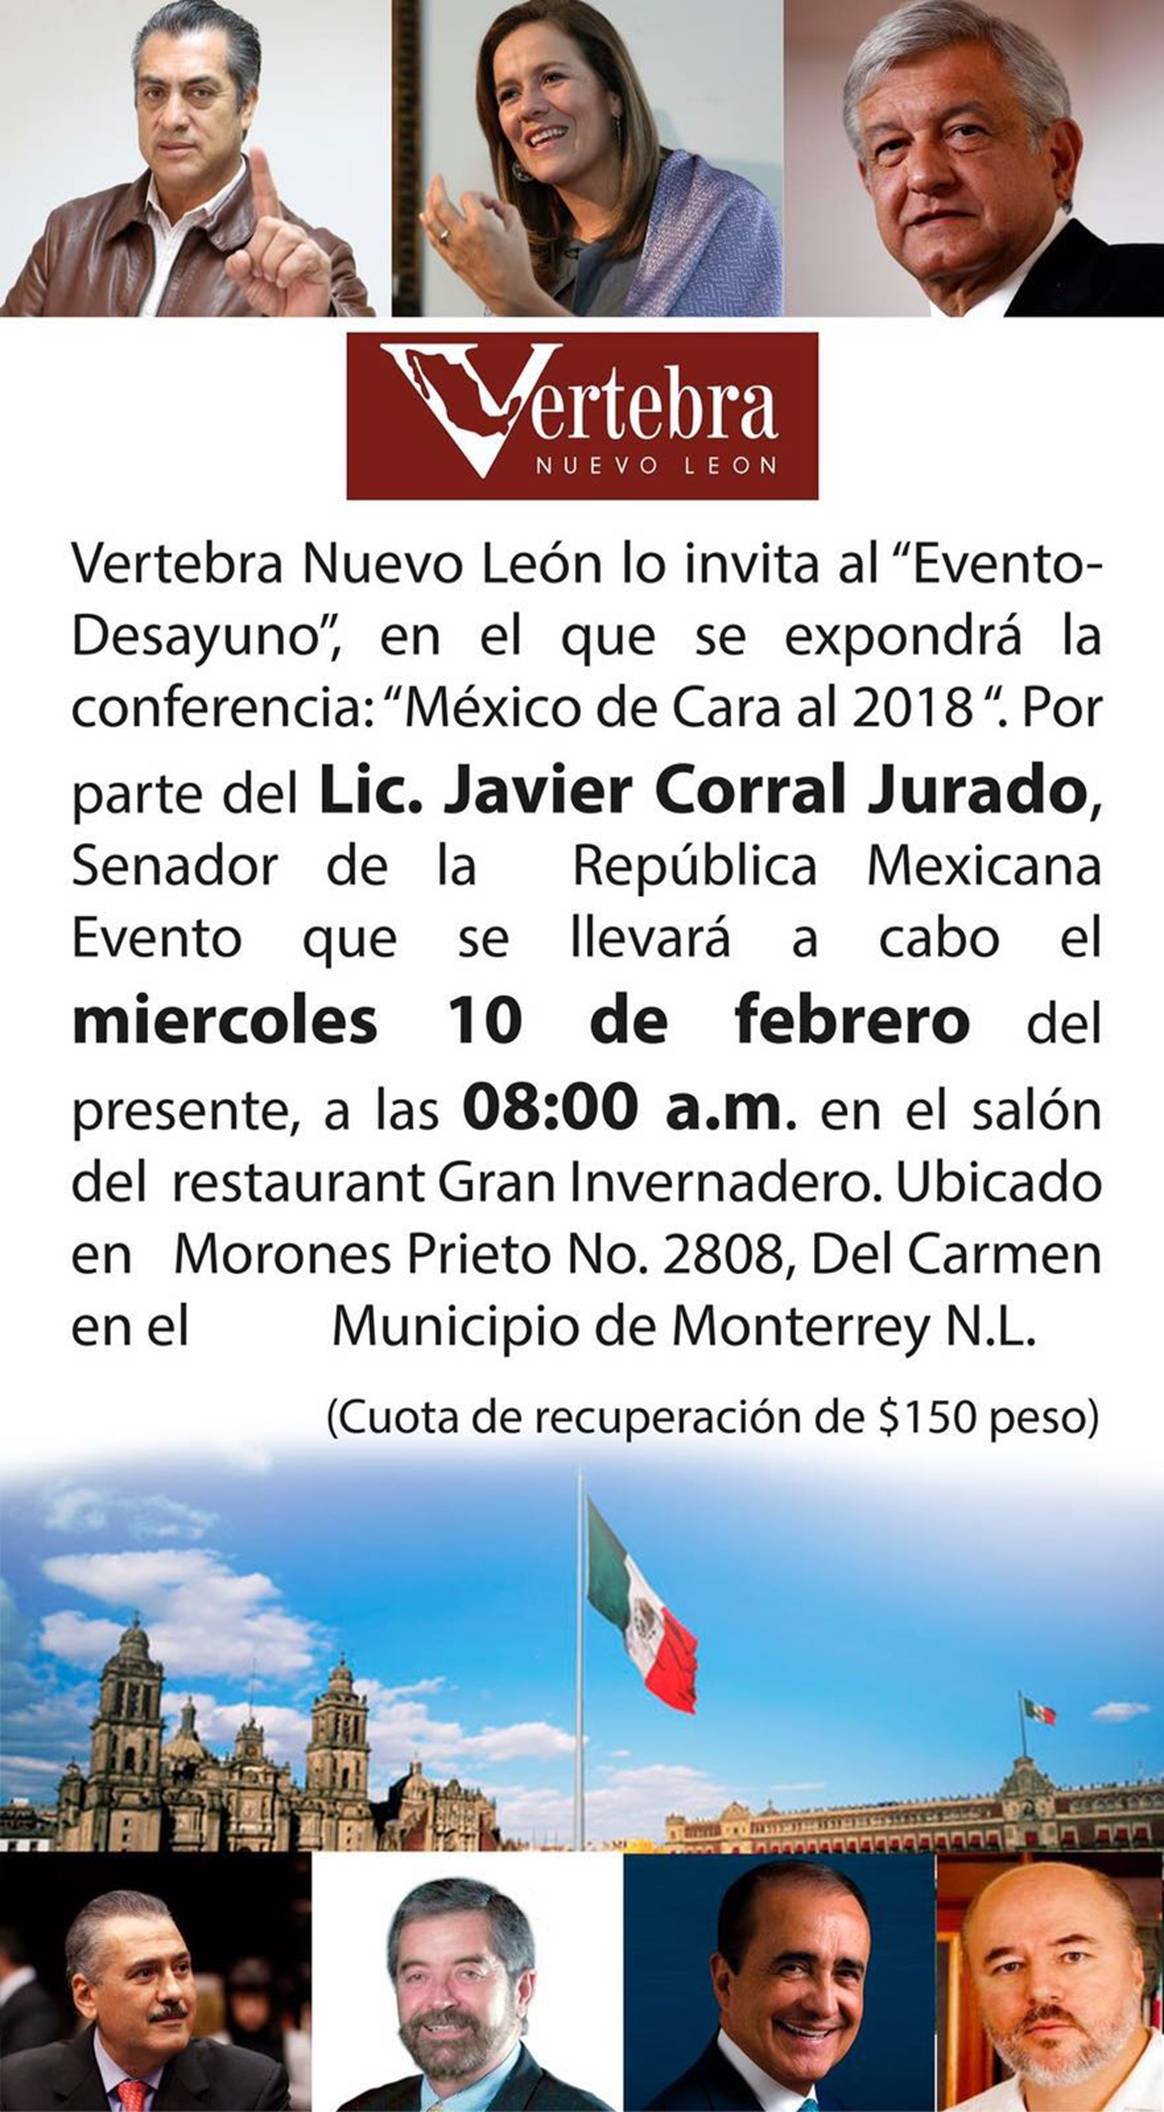 Vertebra
NUEVO LEON
Vertebra Nuevo León lo invita al “Evento-
Desayuno”, en el que se expondrá la
conferencia: “México de Cara al 2018 “. Por
parte del Lic. Javier Corral Jurado,
Senador de la República Mexicana
Evento que se llevará a cabo el
miercoles 10 de febrero del
presente, a las 08:00 a.m. en el salón
del restaurant Gran Invernadero. Ubicado
en Morones Prieto No. 2808, Del Carmen
en el Municipio de Monterrey N.L.
(Cuota de recuperación de $150 peso)